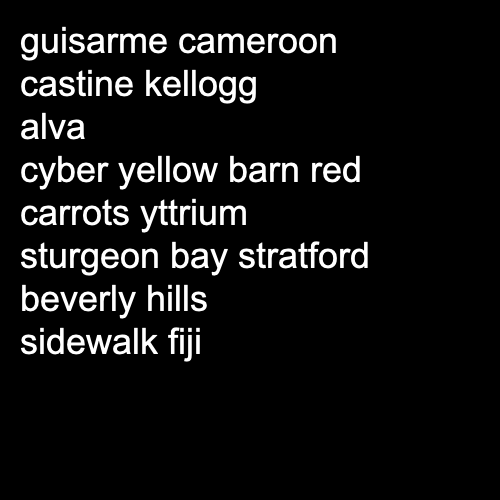 guisarme cameroon
castine kellogg
alva
cyber yellow barn red
carrots yttrium
sturgeon bay stratford
beverly hills
sidewalk fiji